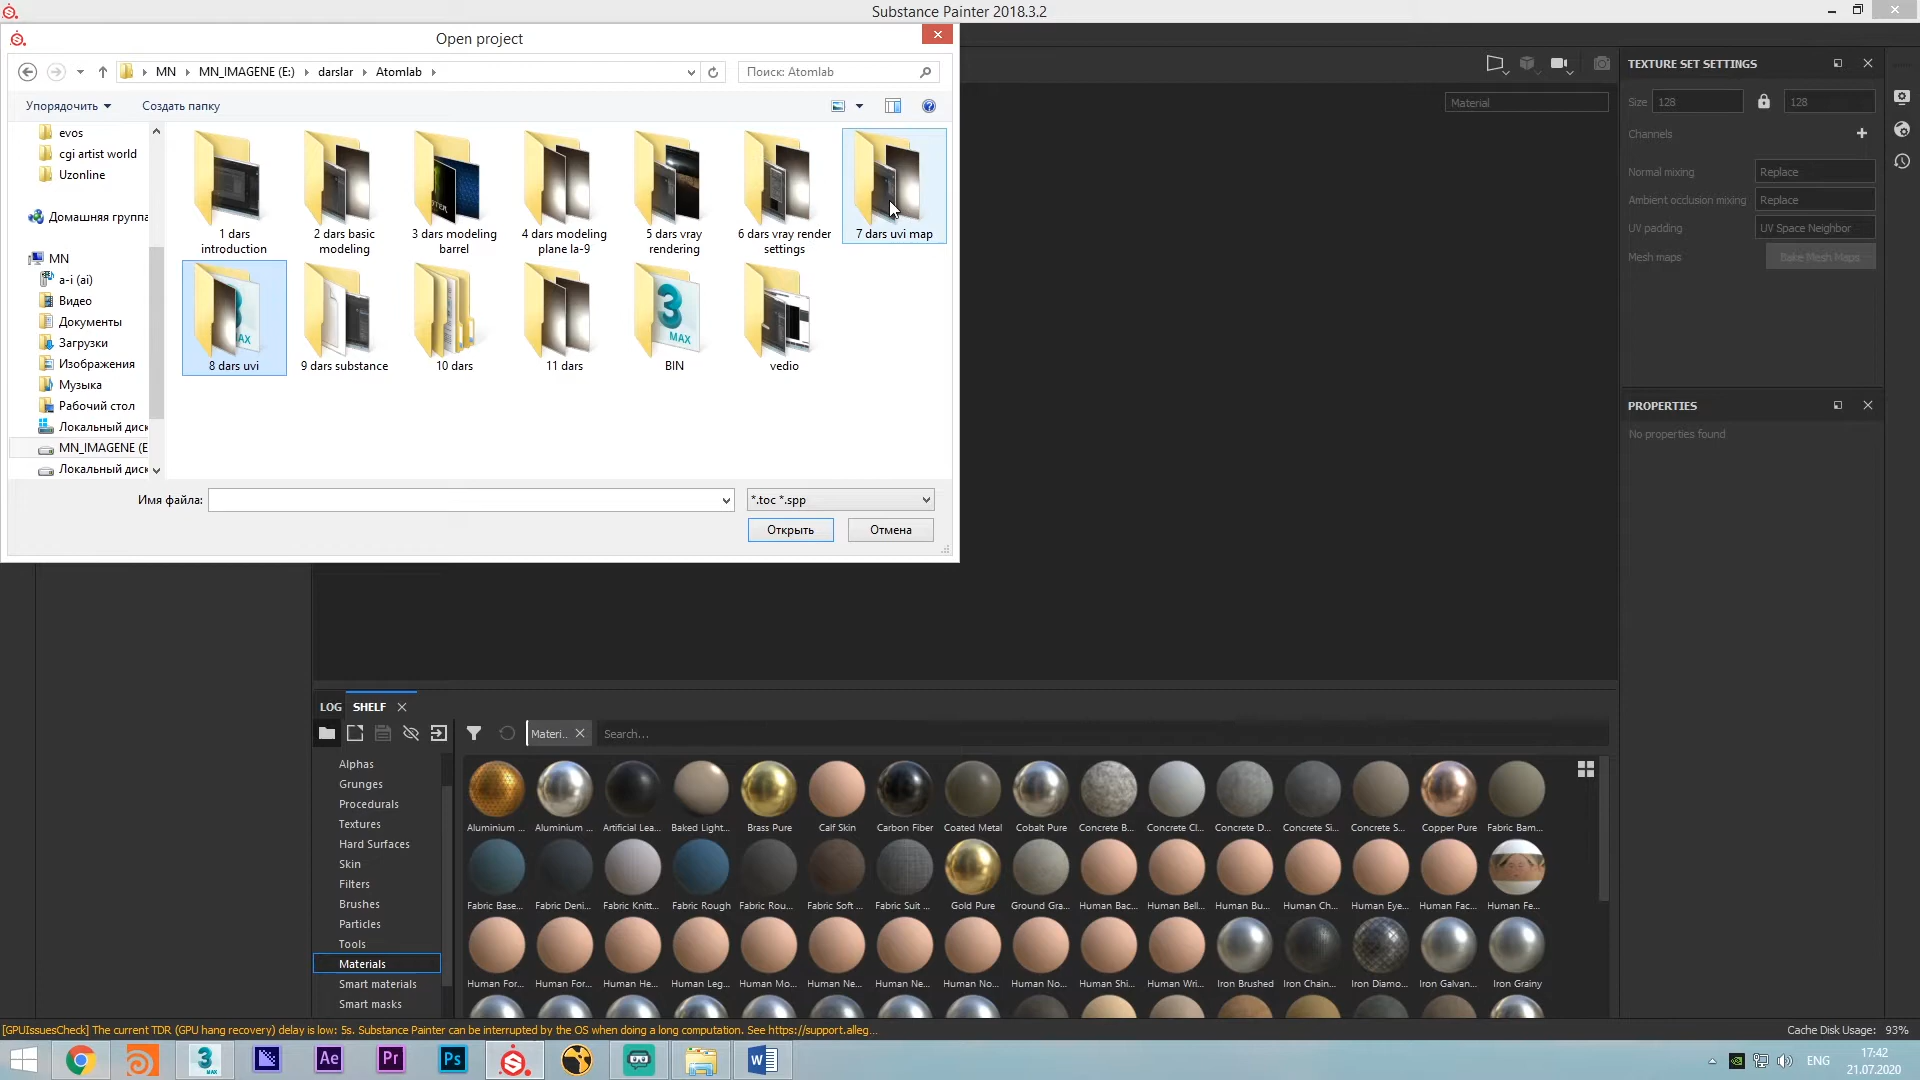 Substance Painter 2018.3.2
Open project
MN MN_IMAGENE (E:) darslar Atomlab
Поиск: Atomlab
Упорядочить
Создать папку
evos
cgi artist world
Uzonline
Домашняя группа
MN
a-i (ai)
Видео
Документы
Загрузки
Изображения
Музыка
Рабочий стол
Локальный диск
MN_IMAGENE (E
Локальный диск
1 dars
introduction
2 dars basic
modeling
3 dars modeling
barrel
4 dars modeling
plane la-9
5 dars vray
rendering
6 dars vray render
settings
7 dars uvi map
8 dars uvi
9 dars substance
10 dars
11 dars
BIN
vedio
Имя файла:
*.toc *.spp
Открыть
Отмена
Material
TEXTURE SET SETTINGS
Size 128 128
Channels
Normal mixing Replace
Ambient occlusion mixing Replace
UV padding UV Space Neighbor
Mesh maps Bake Mesh Maps
PROPERTIES
No properties found
LOG SHELF
Materi..
Search...
Alphas
Grunges
Procedurals
Textures
Hard Surfaces
Skin
Filters
Brushes
Particles
Tools
Materials
Smart materials
Smart masks
Aluminium ... Aluminium ... Artificial Lea... Baked Light... Brass Pure Calf Skin Carbon Fiber Coated Metal Cobalt Pure Concrete B... Concrete Cl... Concrete D... Concrete Si... Concrete S... Copper Pure Fabric Bam...
Fabric Base... Fabric Deni... Fabric Knitt... Fabric Rough Fabric Rou... Fabric Soft ... Fabric Suit ... Gold Pure Ground Gra... Human Bac... Human Bell... Human Bu... Human Ch... Human Eye... Human Fac... Human Fe...
Human For... Human For... Human He... Human Leg... Human Mo... Human Ne... Human Ne... Human No... Human No... Human Shi... Human Wri... Iron Brushed Iron Chain... Iron Diamo... Iron Galvan... Iron Grainy
[GPUIssuesCheck] The current TDR (GPU hang recovery) delay is low: 5s. Substance Painter can be interrupted by the OS when doing a long computation. See https://support.alleg...
Cache Disk Usage: 93%
3
MAX
Ae
Pr
Ps
ENG
17:42
21.07.2020